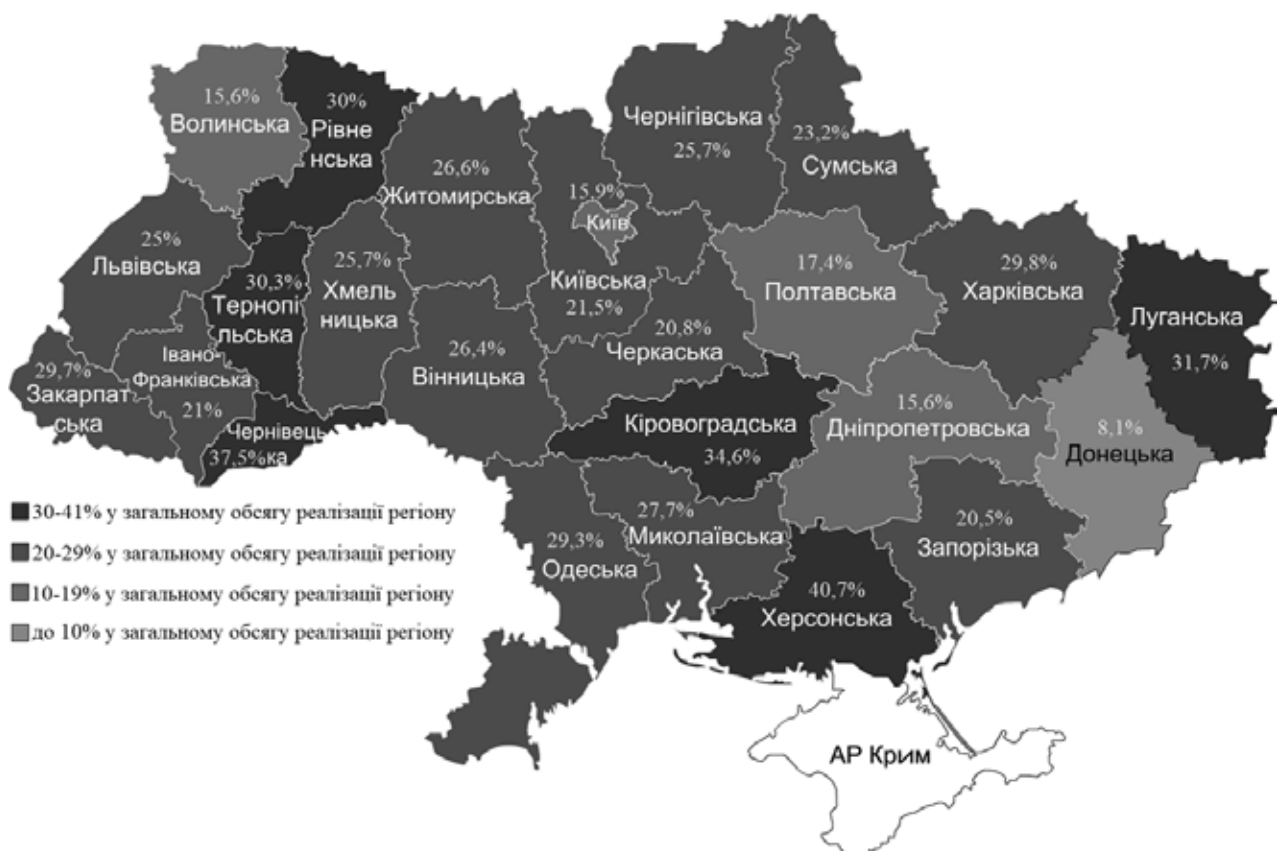 15,6%
Волинська
30%
Рівне
нська
26,6%
Житомирська
15,9%
Київ
Київська
21,5%
Чернігівська
25,7%
23,2%
Сумська
25%
Львівська
30,3%
Тернопі
льська
25,7%
Хмель
ницька
29,7%
Закарпат
ська
Івано-
Франківська
21%
Чернівець
37,5%ка
26,4%
Вінницька
20,8%
Черкаська
17,4%
Полтавська
29,8%
Харківська
Луганська
31,7%
Кіровоградська
34,6%
15,6%
Дніпропетровська
8,1%
Донецька
29,3%
Одеська
27,7%
Миколаївська
40,7%
Херсонська
20,5%
Запорізька
АР Крим
30-41% у загальному обсягу реалізації регіону
20-29% у загальному обсягу реалізації регіону
10-19% у загальному обсягу реалізації регіону
до 10% у загальному обсягу реалізації регіону